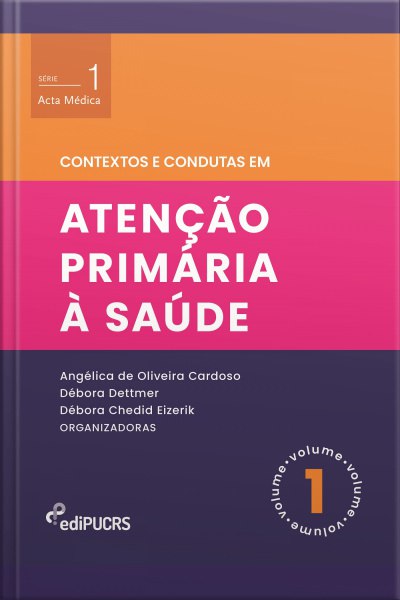 SÉRIE 1
Acta Médica
CONTEXTOS E CONDUTAS EM
ATENÇÃO
PRIMÁRIA
À SAÚDE
Angélica de Oliveira Cardoso
Débora Dettmer
Débora Chedid Eizerik
ORGANIZADORAS
volume • volume • volume • volume •
1
ediPUCRS